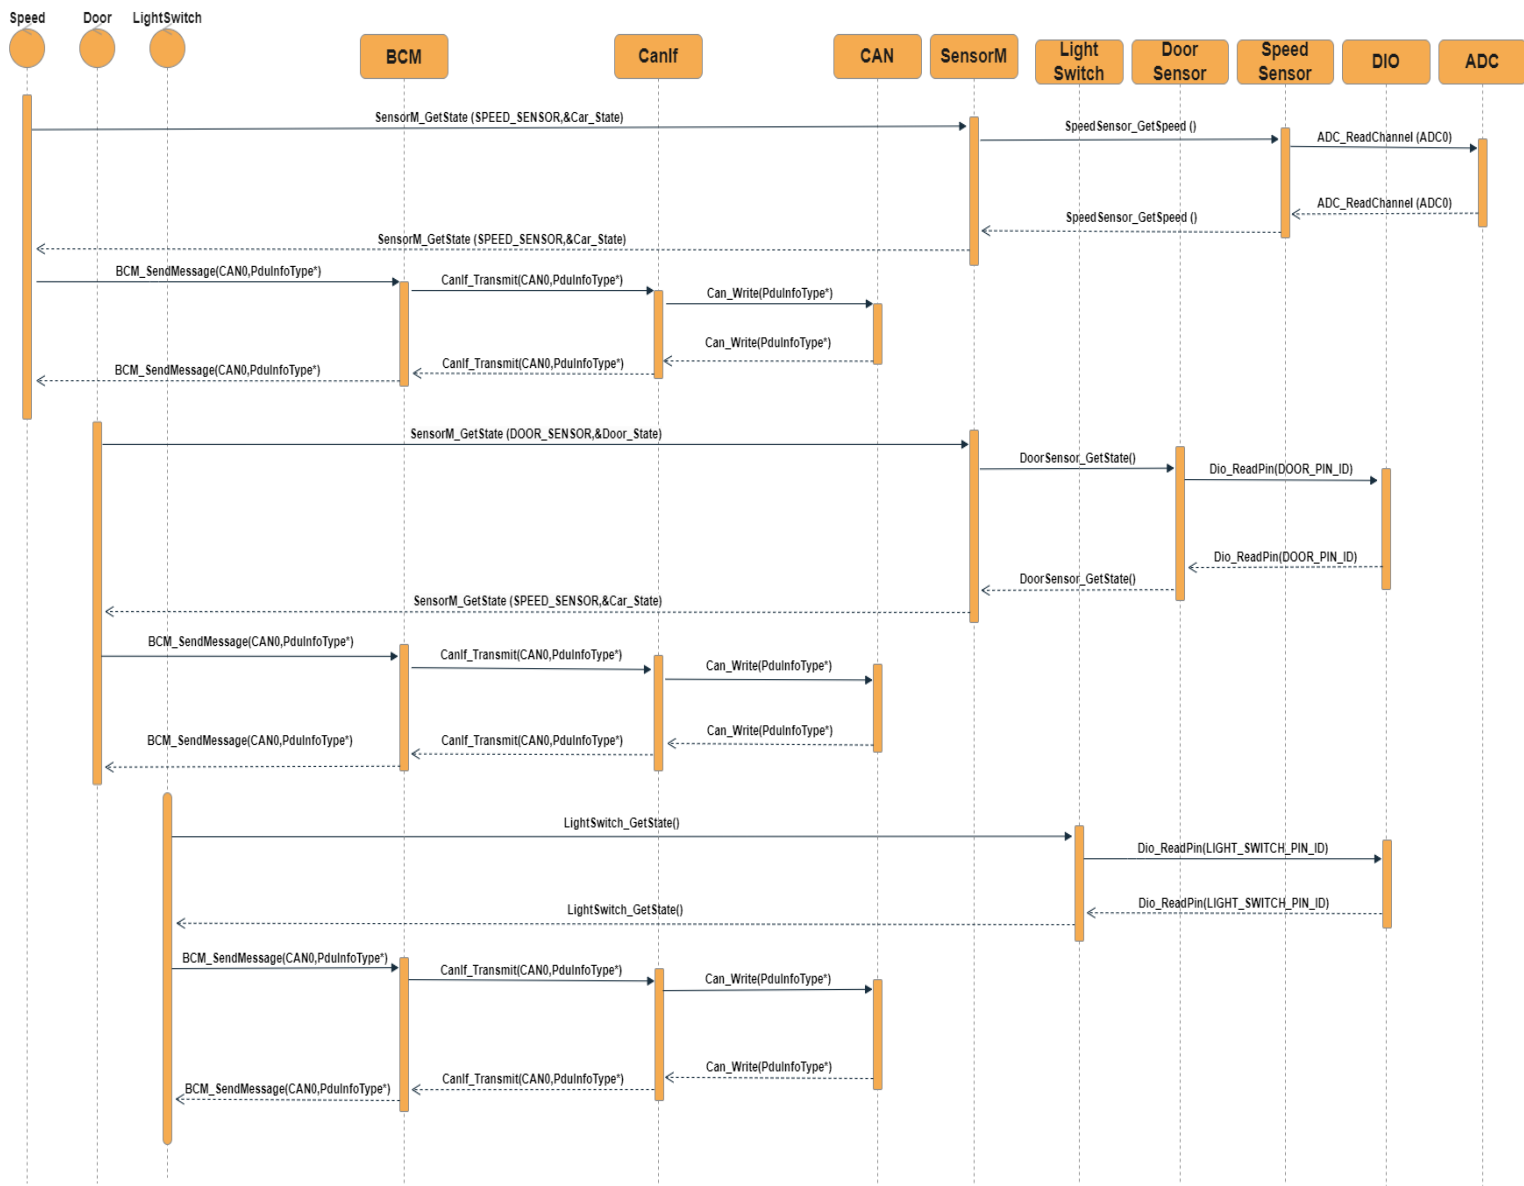 Speed
Door
LightSwitch
BCM
CanIf
CAN
SensorM
Light
Switch
Door
Sensor
Speed
Sensor
DIO
ADC
SensorM_GetState (SPEED_SENSOR,&Car_State)
SpeedSensor_GetSpeed ()
ADC_ReadChannel (ADC0)
ADC_ReadChannel (ADC0)
SpeedSensor_GetSpeed ()
SensorM_GetState (SPEED_SENSOR,&Car_State)
BCM_SendMessage(CAN0,PduInfoType*)
CanIf_Transmit(CAN0,PduInfoType*)
Can_Write(PduInfoType*)
Can_Write(PduInfoType*)
CanIf_Transmit(CAN0,PduInfoType*)
BCM_SendMessage(CAN0,PduInfoType*)
SensorM_GetState (DOOR_SENSOR,&Door_State)
DoorSensor_GetState()
Dio_ReadPin(DOOR_PIN_ID)
Dio_ReadPin(DOOR_PIN_ID)
DoorSensor_GetState()
SensorM_GetState (SPEED_SENSOR,&Car_State)
BCM_SendMessage(CAN0,PduInfoType*)
CanIf_Transmit(CAN0,PduInfoType*)
Can_Write(PduInfoType*)
Can_Write(PduInfoType*)
CanIf_Transmit(CAN0,PduInfoType*)
BCM_SendMessage(CAN0,PduInfoType*)
LightSwitch_GetState()
Dio_ReadPin(LIGHT_SWITCH_PIN_ID)
Dio_ReadPin(LIGHT_SWITCH_PIN_ID)
LightSwitch_GetState()
BCM_SendMessage(CAN0,PduInfoType*)
CanIf_Transmit(CAN0,PduInfoType*)
Can_Write(PduInfoType*)
Can_Write(PduInfoType*)
CanIf_Transmit(CAN0,PduInfoType*)
BCM_SendMessage(CAN0,PduInfoType*)